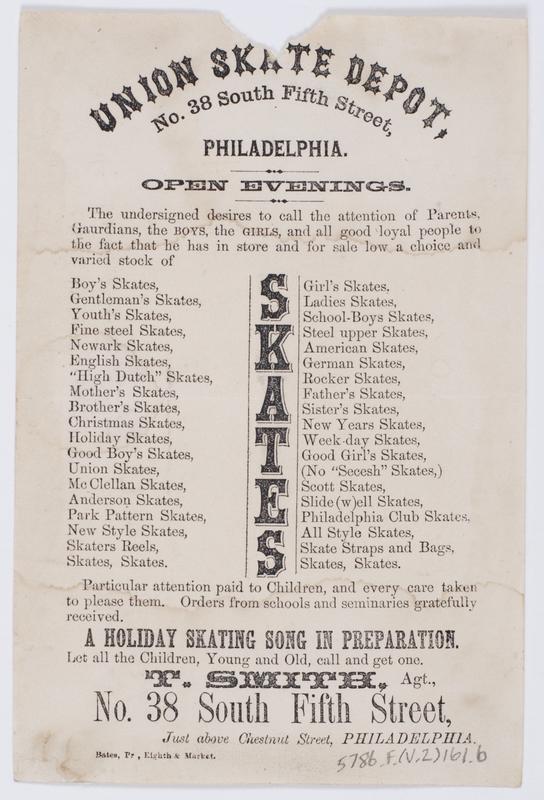 UNION SKATE DEPOT,
No. 38 South Fifth Street,
PHILADELPHIA.
OPEN EVENINGS.
The undersigned desires to call the attention of Parents,
Gaurdians, the BOYS, the GIRLS, and all good loyal people to
the fact that he has in store and for sale low a choice and
varied stock of
Boy's Skates,
Gentleman's Skates,
Youth's Skates,
Fine steel Skates,
Newark Skates,
English Skates,
"High Dutch" Skates,
Mother's Skates,
Brother's Skates,
Christmas Skates,
Holiday Skates,
Good Boy's Skates,
Union Skates,
McClellan Skates,
Anderson Skates,
Park Pattern Skates,
New Style Skates,
Skaters Reels,
Skates, Skates.
SKATES
Girl's Skates,
Ladies Skates,
School-Boys Skates,
Steel upper Skates,
American Skates,
German Skates,
Rocker Skates,
Father's Skates,
Sister's Skates,
New Years Skates,
Week-day Skates,
Good Girl's Skates,
(No "Secesh" Skates,)
Scott Skates,
Slide(w)ell Skates,
Philadelphia Club Skates,
All Style Skates,
Skate Straps and Bags,
Skates, Skates.
Particular attention paid to Children, and every care taken
to please them. Orders from schools and seminaries gratefully
received.
A HOLIDAY SKATING SONG IN PREPARATION.
Let all the Children, Young and Old, call and get one.
T. SMITH, Agt.,
No. 38 South Fifth Street,
Just above Chestnut Street, PHILADELPHIA.
Bates, Pr, Eighth & Market.
5786.F.(V.2)161.b